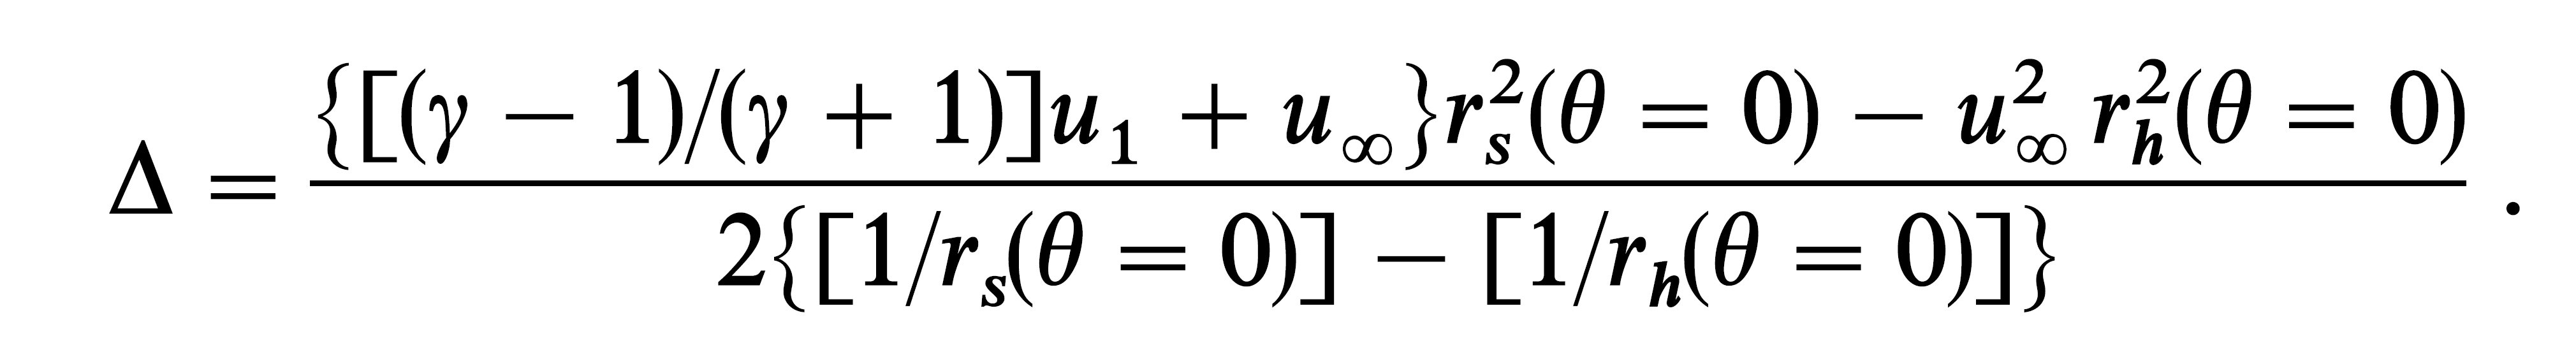 Δ = {[(γ − 1)/(γ + 1)]u₁ + u∞}r_s²(θ = 0) − u∞² r_h²(θ = 0) / 2{[1/r_s(θ = 0)] − [1/r_h(θ = 0)]} .